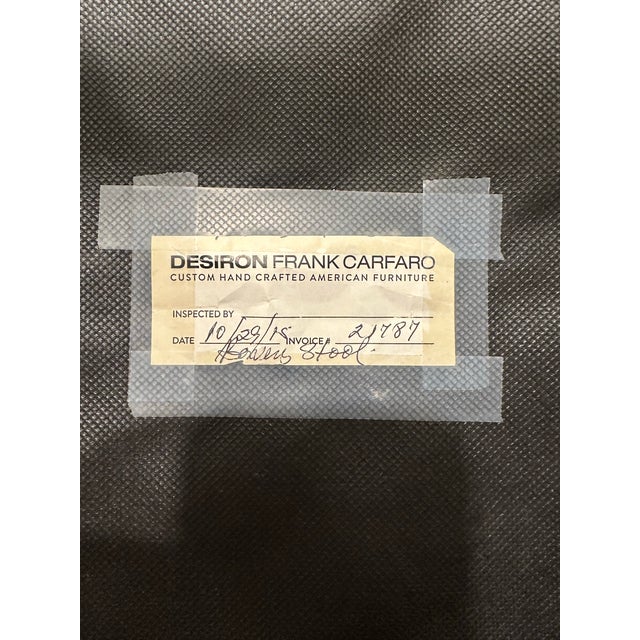 DESIRON FRANK CARFARO
CUSTOM HAND CRAFTED AMERICAN FURNITURE
INSPECTED BY
DATE 10/29/15 INVOICE# 21787
Stool